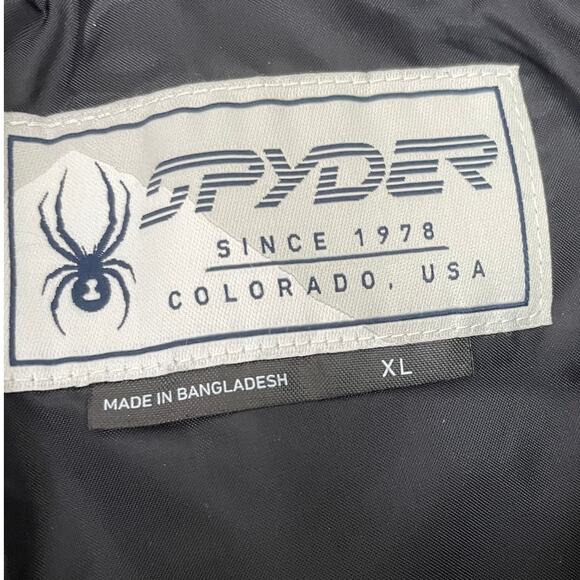 SPYDER
SINCE 1978
COLORADO, USA
MADE IN BANGLADESH XL